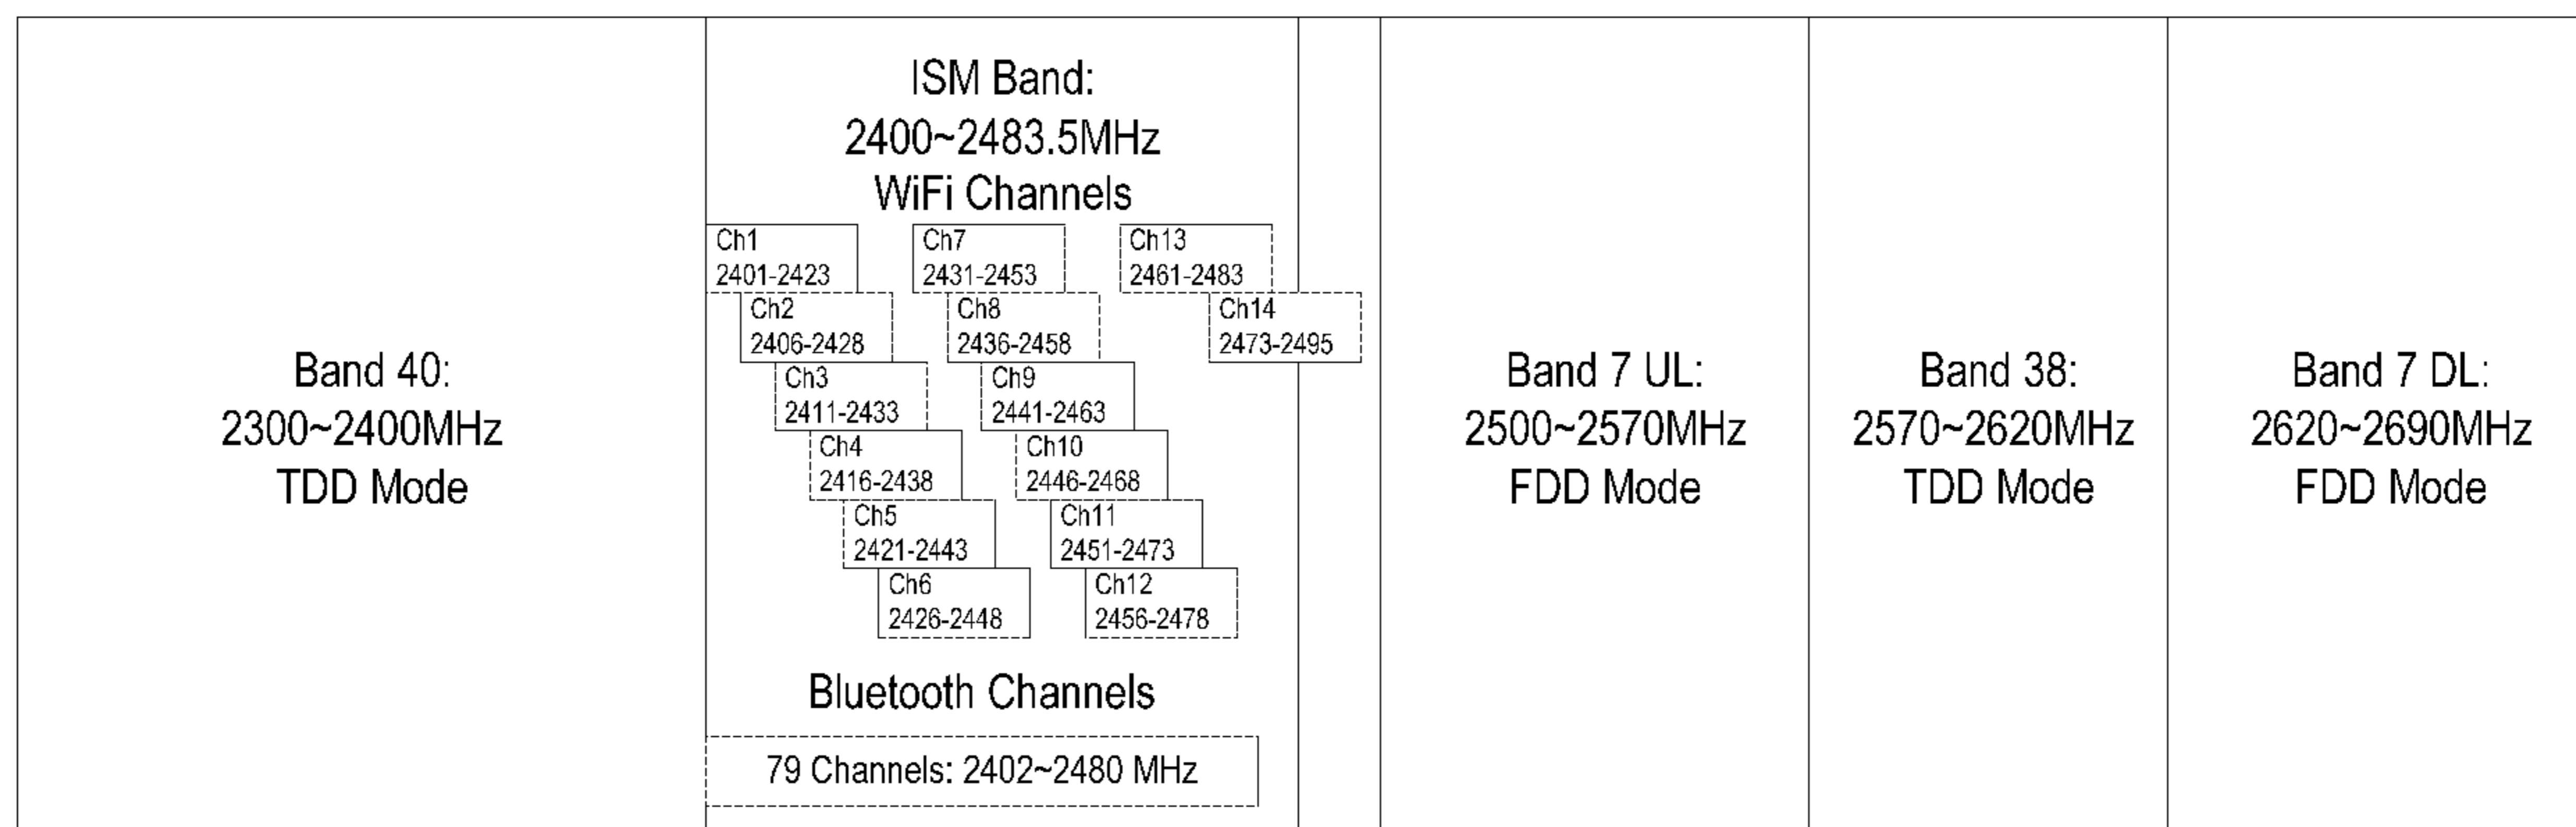 Band 40:
2300~2400MHz
TDD Mode
ISM Band:
2400~2483.5MHz
WiFi Channels
Ch1
2401-2423
Ch2
2406-2428
Ch3
2411-2433
Ch4
2416-2438
Ch5
2421-2443
Ch6
2426-2448
Ch7
2431-2453
Ch8
2436-2458
Ch9
2441-2463
Ch10
2446-2468
Ch11
2451-2473
Ch12
2456-2478
Ch13
2461-2483
Ch14
2473-2495
Bluetooth Channels
79 Channels: 2402~2480 MHz
Band 7 UL:
2500~2570MHz
FDD Mode
Band 38:
2570~2620MHz
TDD Mode
Band 7 DL:
2620~2690MHz
FDD Mode